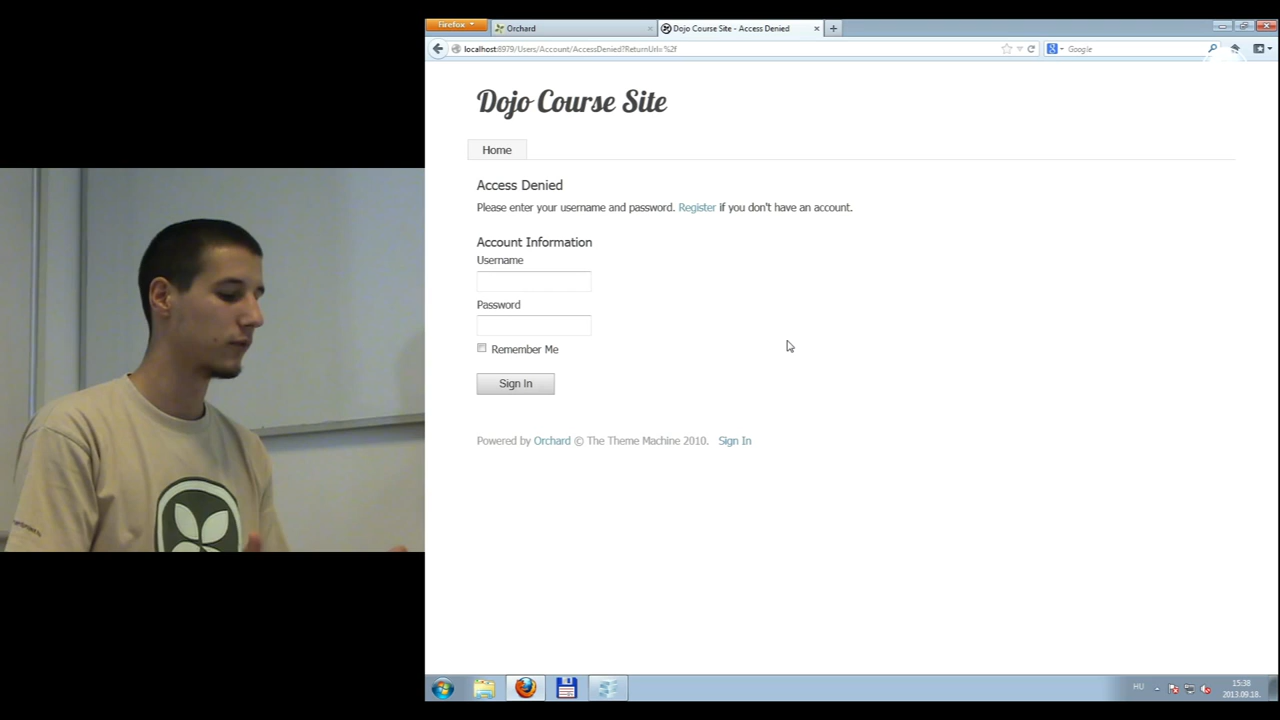 Firefox
Orchard
Dojo Course Site - Access Denied
localhost:8979/Users/Account/AccessDenied?ReturnUrl=%2f
Google
Dojo Course Site
Home
Access Denied
Please enter your username and password. Register if you don't have an account.
Account Information
Username
Password
Remember Me
Sign In
Powered by Orchard © The Theme Machine 2010. Sign In
HU
15:38
2013.09.18.